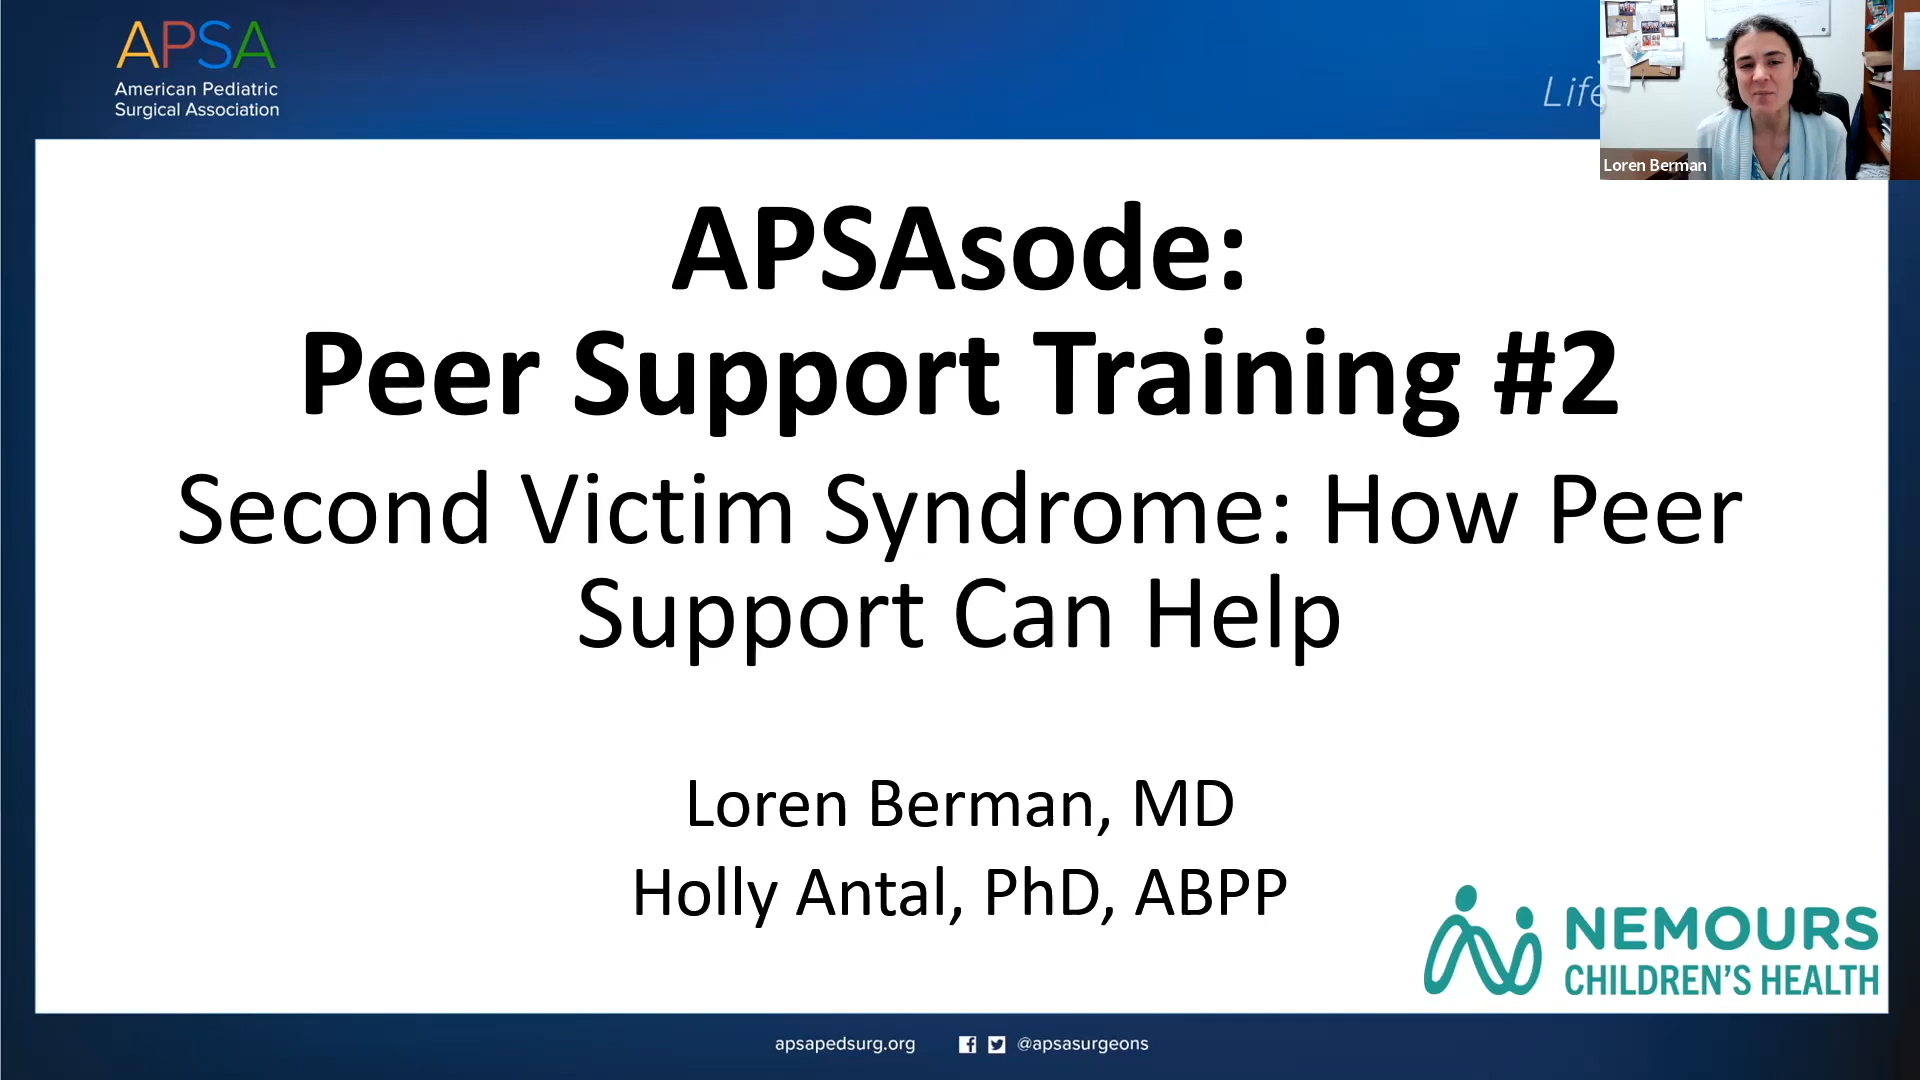 APSA
American Pediatric
Surgical Association
Life
Loren Berman
APSAsode:
Peer Support Training #2
Second Victim Syndrome: How Peer
Support Can Help
Loren Berman, MD
Holly Antal, PhD, ABPP
NEMOURS
CHILDREN'S HEALTH
apsapedsurg.org @apsasurgeons